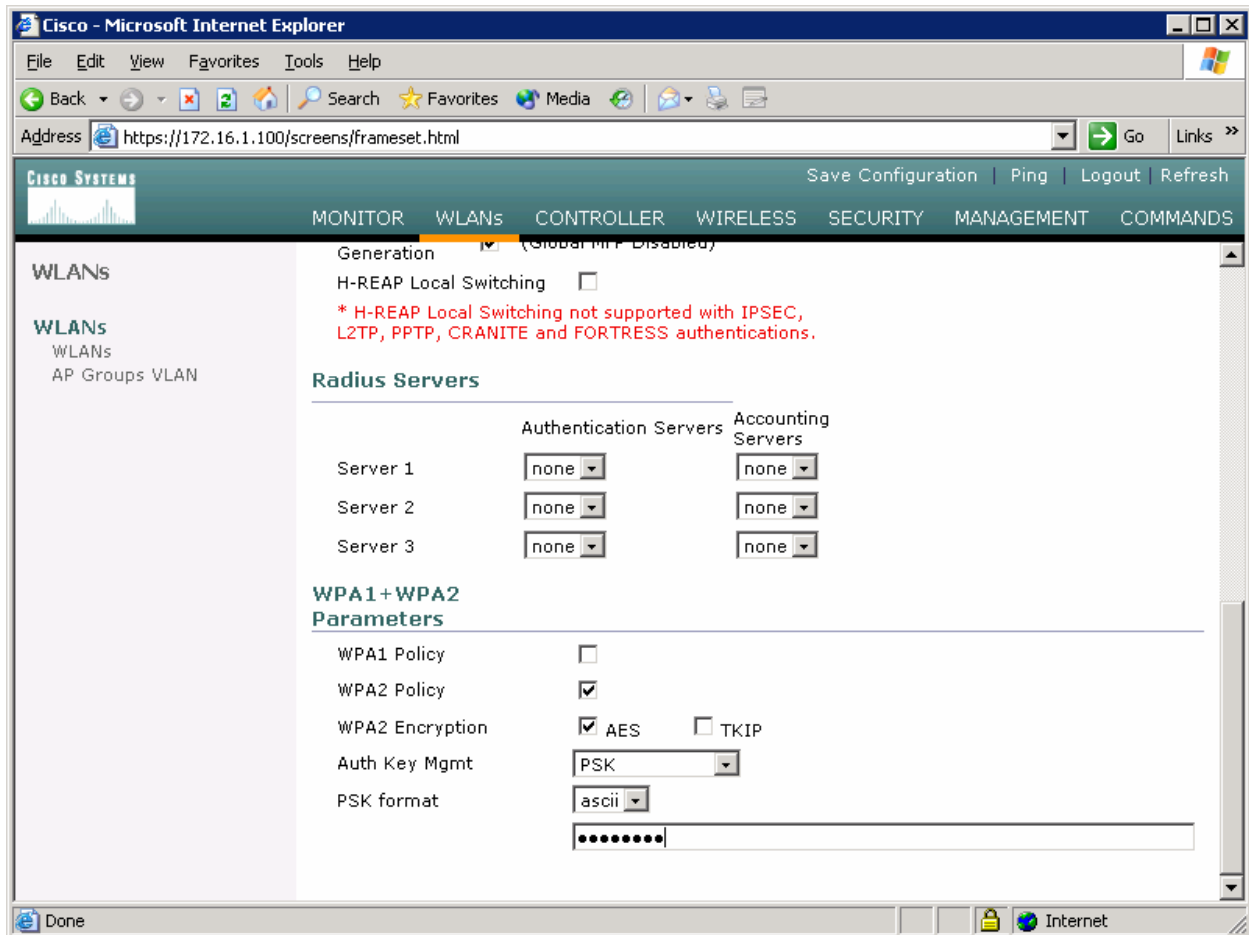 Cisco - Microsoft Internet Explorer
File Edit View Favorites Tools Help
Back Search Favorites Media
Address https://172.16.1.100/screens/frameset.html Go Links »
CISCO SYSTEMS
Save Configuration | Ping | Logout | Refresh
MONITOR WLANs CONTROLLER WIRELESS SECURITY MANAGEMENT COMMANDS
WLANs
WLANs
WLANs
AP Groups VLAN
(Global MFP Disabled)
Generation
H-REAP Local Switching
* H-REAP Local Switching not supported with IPSEC,
L2TP, PPTP, CRANITE and FORTRESS authentications.
Radius Servers
Authentication Servers Accounting
Servers
Server 1 none none
Server 2 none none
Server 3 none none
WPA1+WPA2
Parameters
WPA1 Policy
WPA2 Policy
WPA2 Encryption AES TKIP
Auth Key Mgmt PSK
PSK format ascii
••••••••
Done Internet